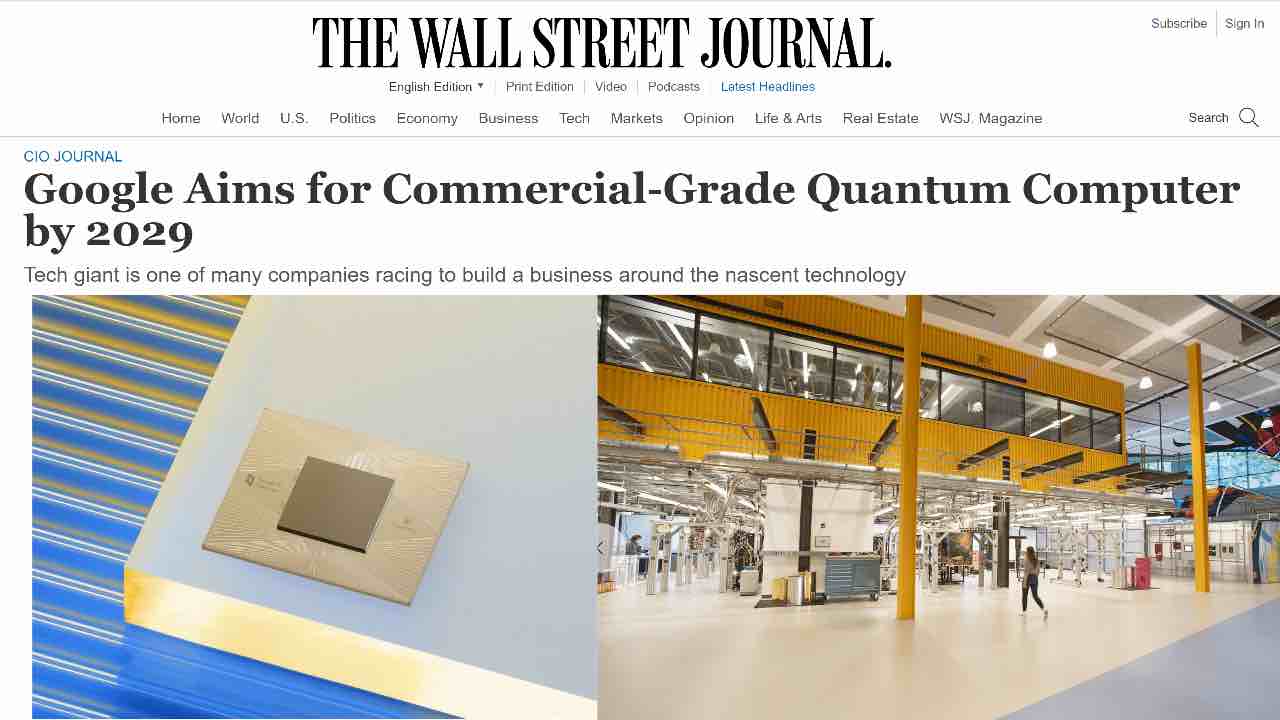 THE WALL STREET JOURNAL.
Subscribe Sign In
English Edition Print Edition Video Podcasts Latest Headlines
Home World U.S. Politics Economy Business Tech Markets Opinion Life & Arts Real Estate WSJ. Magazine Search
CIO JOURNAL
Google Aims for Commercial-Grade Quantum Computer
by 2029
Tech giant is one of many companies racing to build a business around the nascent technology